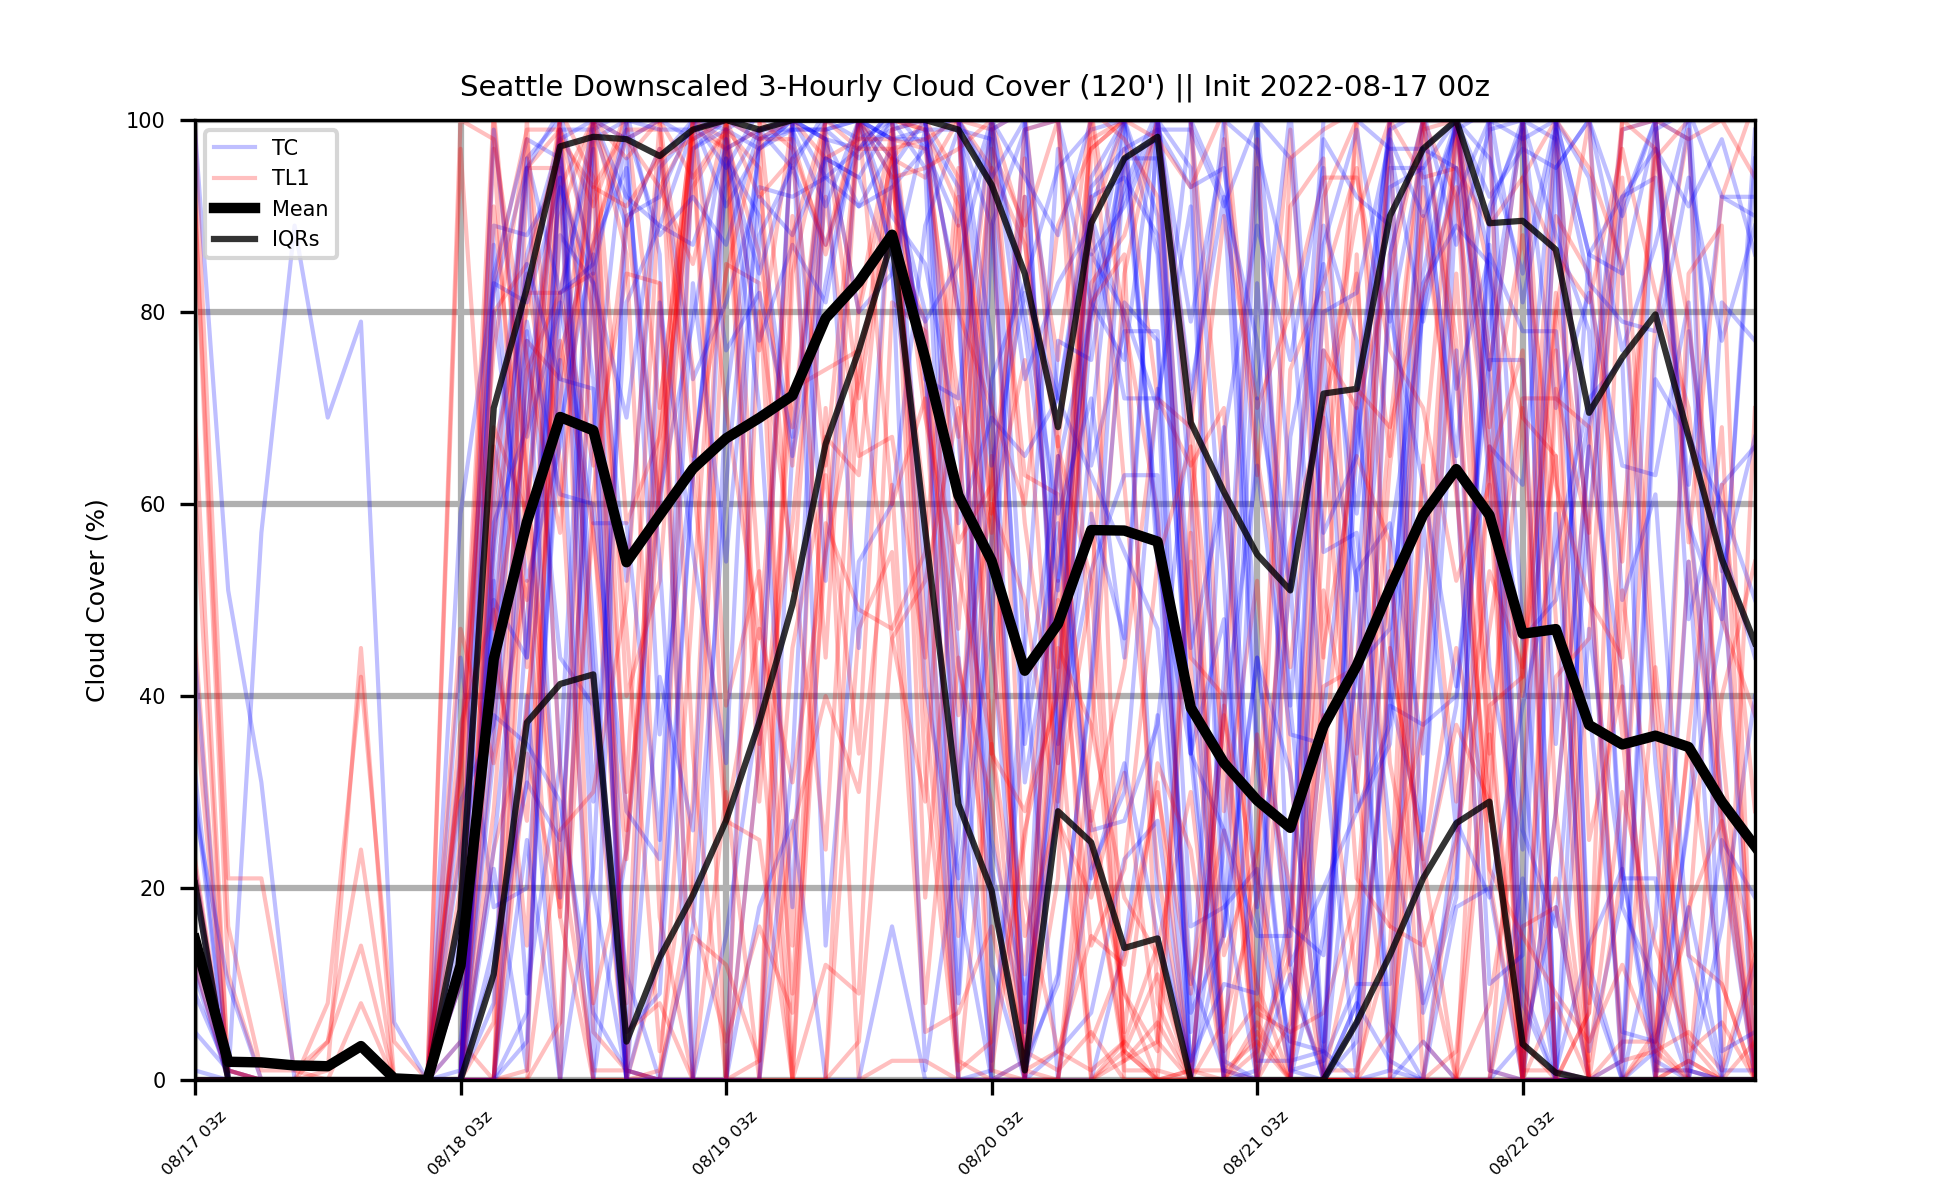 Seattle Downscaled 3-Hourly Cloud Cover (120') || Init 2022-08-17 00z
TC
TL1
Mean
IQRs
Cloud Cover (%)
100
80
60
40
20
0
08/17 03z
08/18 03z
08/19 03z
08/20 03z
08/21 03z
08/22 03z